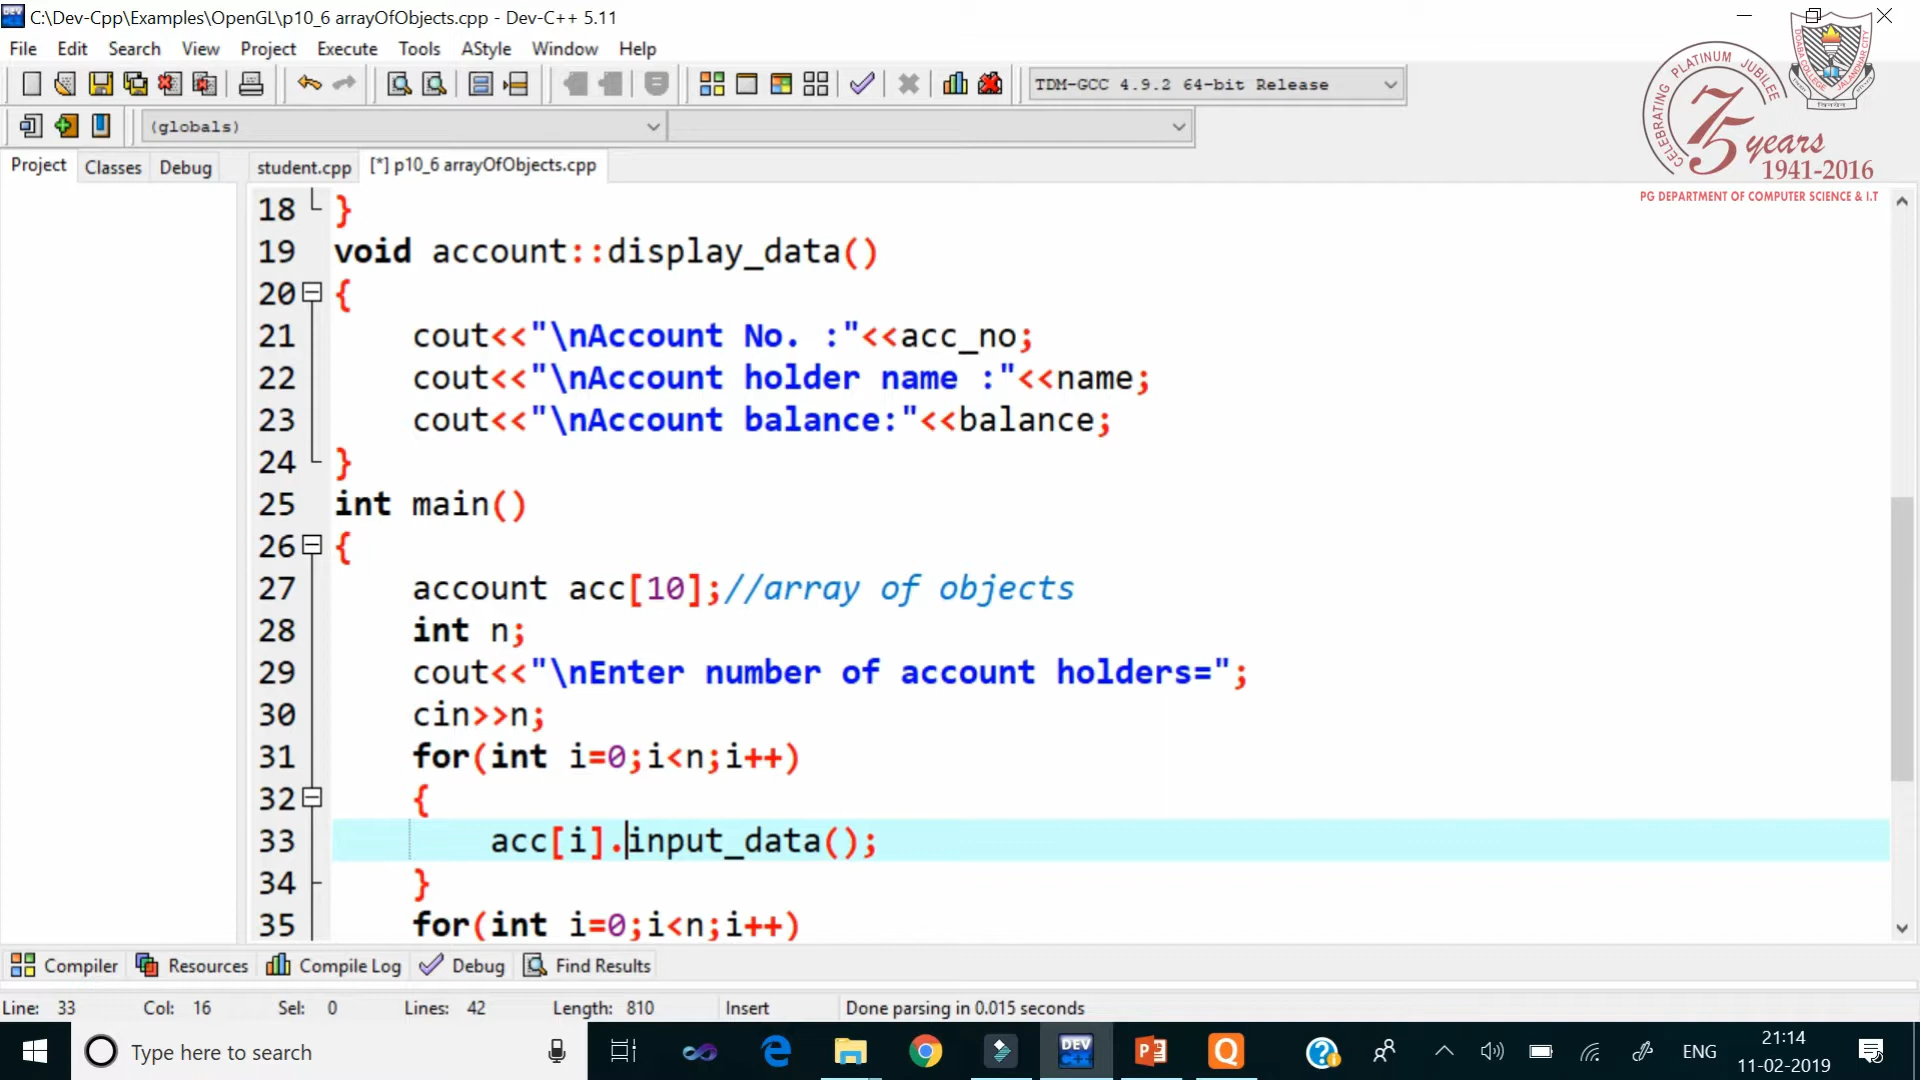 C:\Dev-Cpp\Examples\OpenGL\p10_6 arrayOfObjects.cpp - Dev-C++ 5.11
File Edit Search View Project Execute Tools AStyle Window Help
TDM-GCC 4.9.2 64-bit Release
(globals)
CELEBRATING PLATINUM JUBILEE
75 years
1941-2016
PG DEPARTMENT OF COMPUTER SCIENCE & I.T
Project Classes Debug student.cpp [*] p10_6 arrayOfObjects.cpp
18 }
19 void account::display_data()
20 {
21 cout<<"\nAccount No. :"<<acc_no;
22 cout<<"\nAccount holder name :"<<name;
23 cout<<"\nAccount balance:"<<balance;
24 }
25 int main()
26 {
27 account acc[10];//array of objects
28 int n;
29 cout<<"\nEnter number of account holders=";
30 cin>>n;
31 for(int i=0;i<n;i++)
32 {
33 acc[i].input_data();
34 }
35 for(int i=0;i<n;i++)
Compiler Resources Compile Log Debug Find Results
Line: 33 Col: 16 Sel: 0 Lines: 42 Length: 810 Insert Done parsing in 0.015 seconds
Type here to search
DEV C++
ENG
21:14
11-02-2019